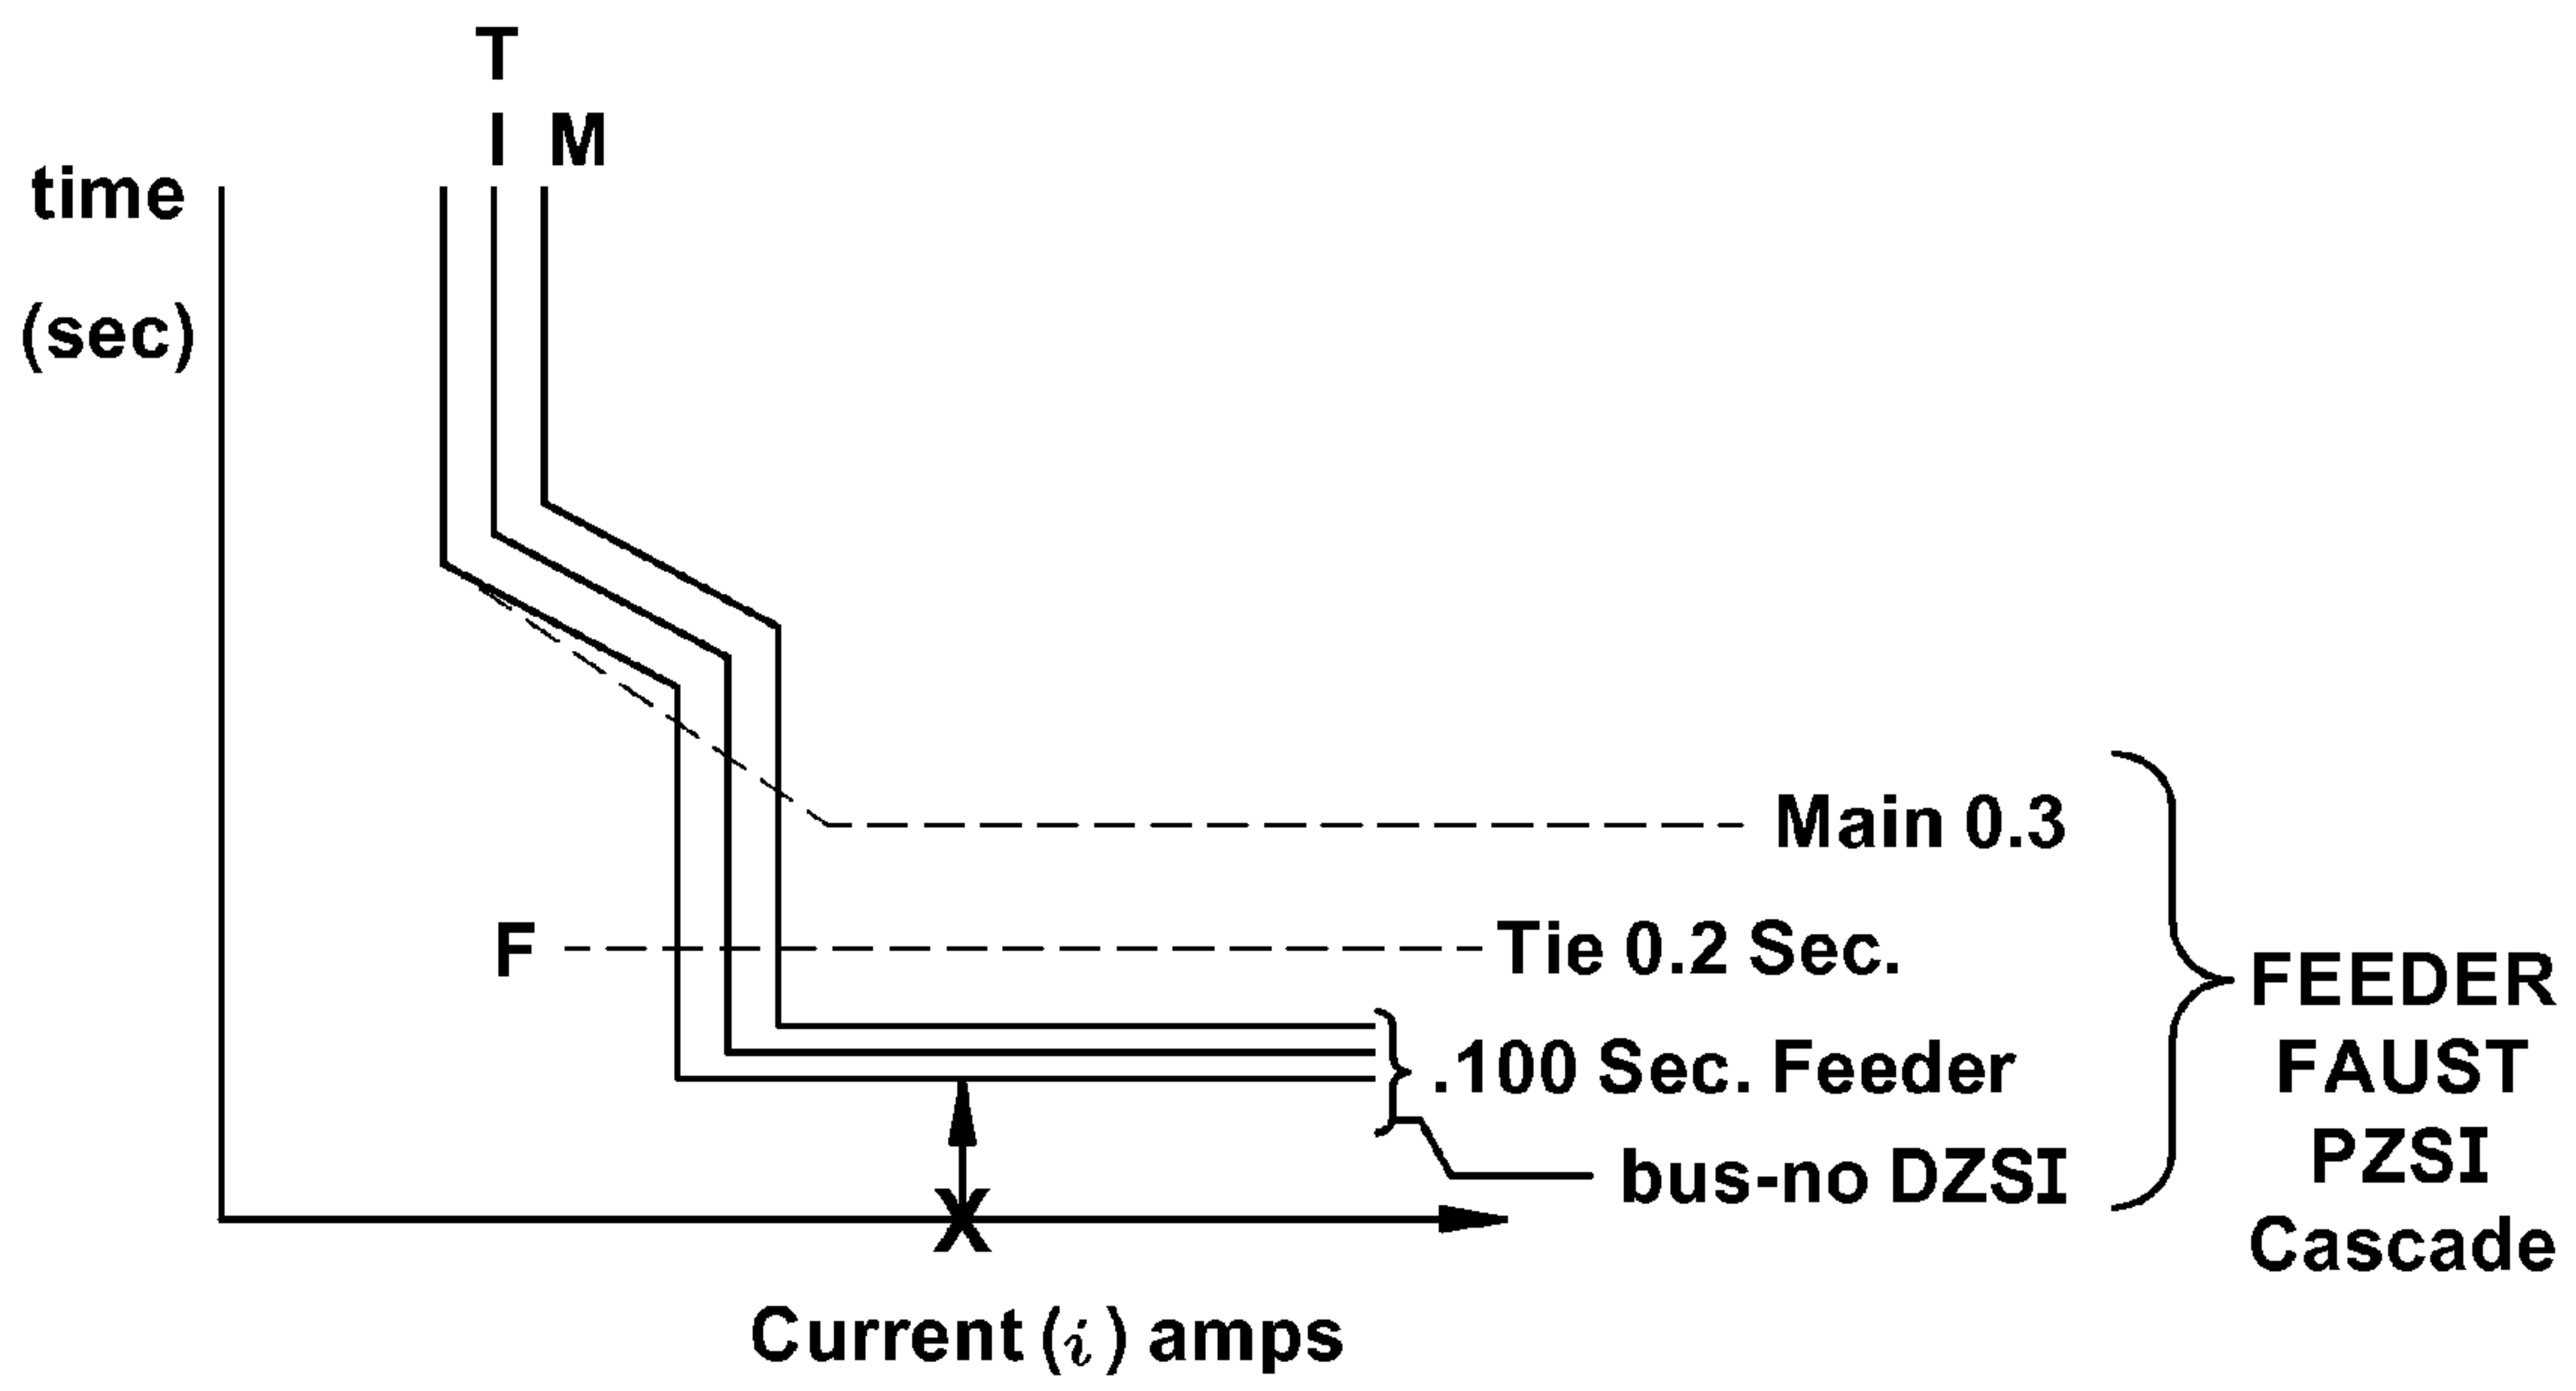 T
I M
time
(sec)
Main 0.3
F
Tie 0.2 Sec.
.100 Sec. Feeder
bus-no DZSI
FEEDER
FAUST
PZSI
Cascade
X
Current (i) amps